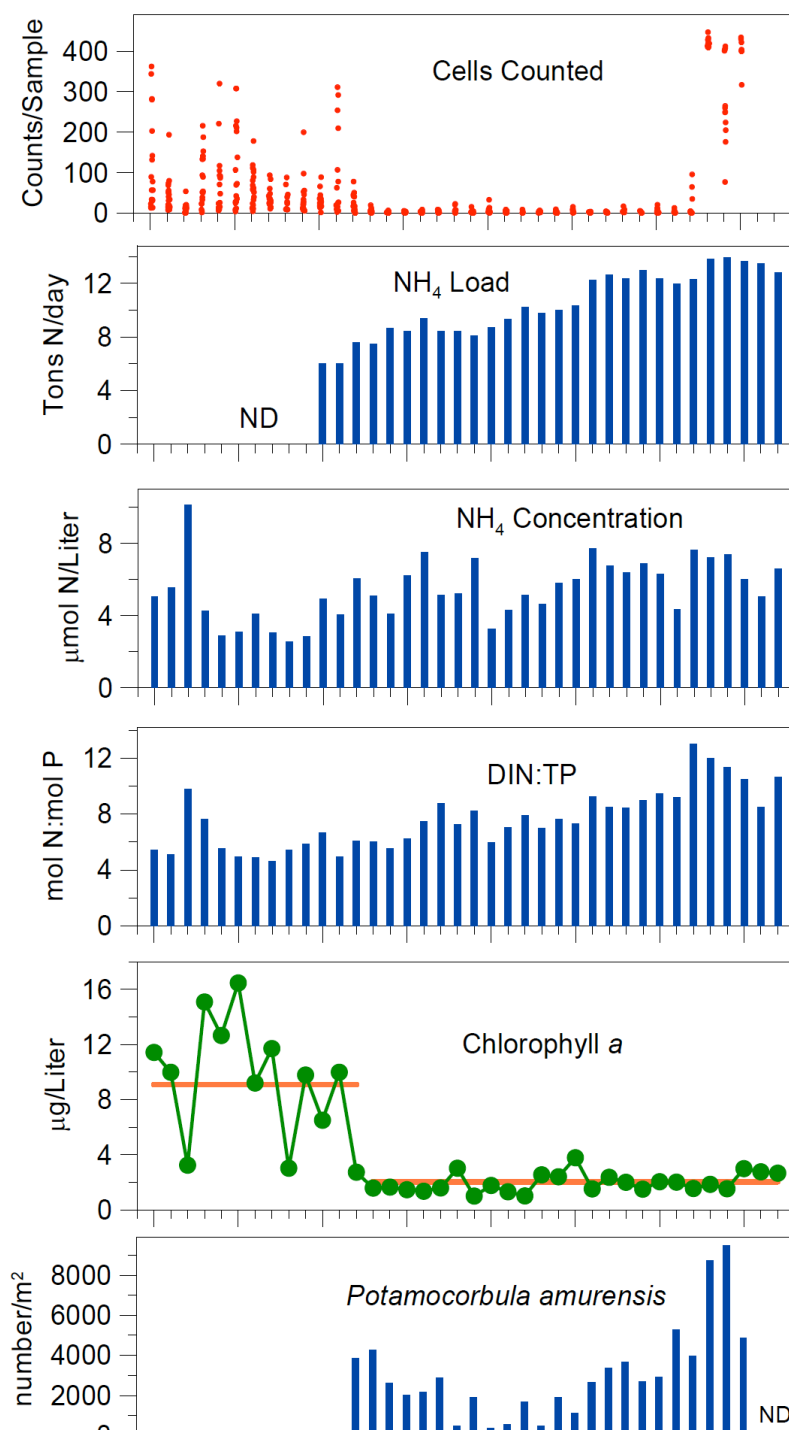 Counts/Sample
400
300
200
100
0
Cells Counted
Tons N/day
12
8
4
0
NH₄ Load
ND
μmol N/Liter
8
4
0
NH₄ Concentration
mol N:mol P
12
8
4
0
DIN:TP
μg/Liter
16
12
8
4
0
Chlorophyll a
number/m²
8000
6000
4000
2000
Potamocorbula amurensis
ND